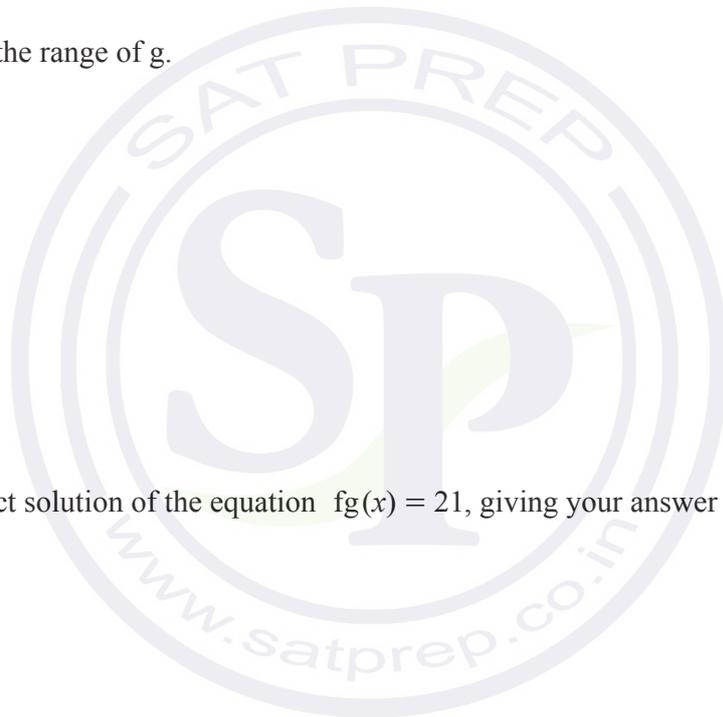 the range of g.
SAT PREP
SP
ct solution of the equation fg(x) = 21, giving your answer
www.satprep.co.in